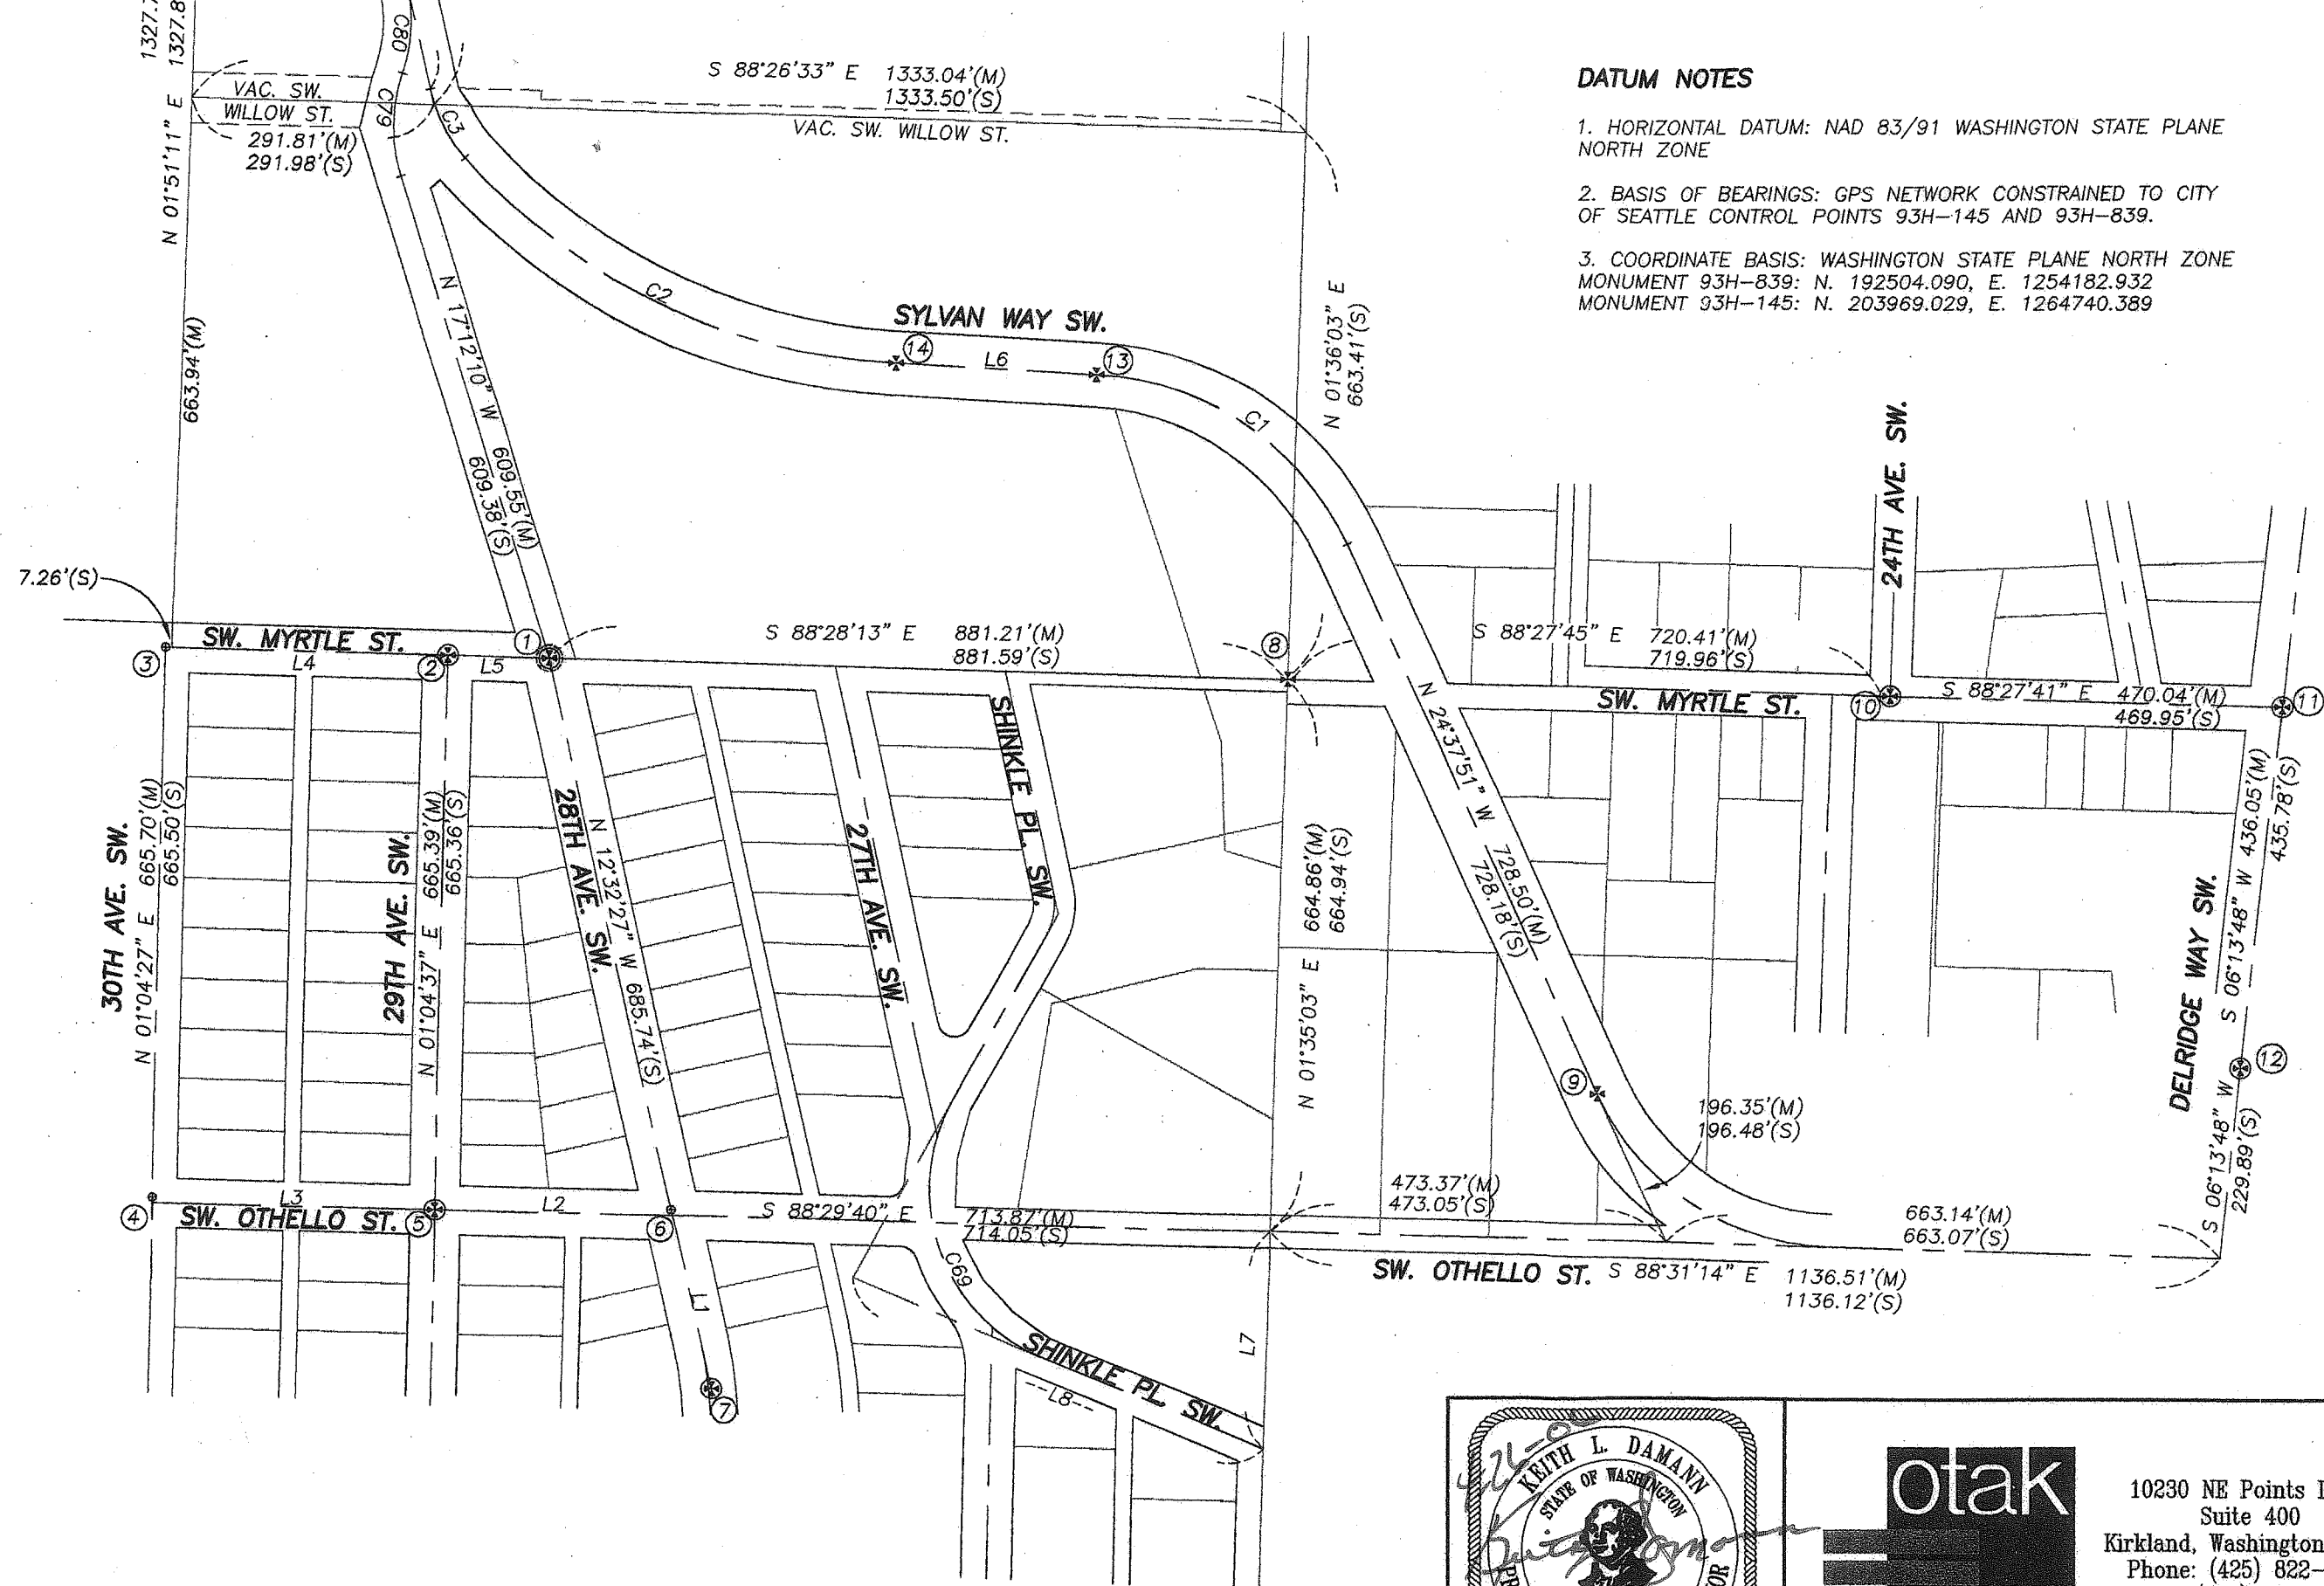 1327.
1327.8
N 01°51'11" E
663.94'(M)
VAC. SW.
WILLOW ST.
291.81'(M)
291.98'(S)
C80
C79
C3
S 88°26'33" E 1333.04'(M)
1333.50'(S)
VAC. SW. WILLOW ST.
DATUM NOTES
1. HORIZONTAL DATUM: NAD 83/91 WASHINGTON STATE PLANE
NORTH ZONE
2. BASIS OF BEARINGS: GPS NETWORK CONSTRAINED TO CITY
OF SEATTLE CONTROL POINTS 93H-145 AND 93H-839.
3. COORDINATE BASIS: WASHINGTON STATE PLANE NORTH ZONE
MONUMENT 93H-839: N. 192504.090, E. 1254182.932
MONUMENT 93H-145: N. 203969.029, E. 1264740.389
N 17°12'10" W 609.55'(M)
609.38'(S)
C2
SYLVAN WAY SW.
14
L6
13
C1
N 01°36'03" E
663.41'(S)
24TH AVE. SW.
7.26'(S)
3
SW. MYRTLE ST.
L4
2
L5
1
S 88°28'13" E 881.21'(M)
881.59'(S)
8
S 88°27'45" E 720.41'(M)
719.96'(S)
SW. MYRTLE ST.
10
S 88°27'41" E 470.04'(M)
469.95'(S)
11
30TH AVE. SW.
N 01°04'27" E 665.70'(M)
665.50'(S)
29TH AVE. SW.
N 01°04'37" E 665.39'(M)
665.36'(S)
28TH AVE. SW.
N 12°32'27" W 685.74'(S)
27TH AVE. SW.
SHINKLE PL. SW.
N 01°35'03" E 664.86'(M)
664.94'(S)
N 24°37'51" W 728.50'(M)
728.18'(S)
9
196.35'(M)
196.48'(S)
DELRIDGE WAY SW.
S 06°13'48" W 436.05'(M)
435.78'(S)
12
S 06°13'48" W
229.89'(S)
4
L3
SW. OTHELLO ST.
5
L2
6
S 88°29'40" E 713.87'(M)
714.05'(S)
473.37'(M)
473.05'(S)
663.14'(M)
663.07'(S)
SW. OTHELLO ST. S 88°31'14" E 1136.51'(M)
1136.12'(S)
L1
7
C69
SHINKLE PL. SW.
L8
L7
KEITH L. DAMANN
STATE OF WASHINGTON
otak
10230 NE Points
Suite 400
Kirkland, Washington
Phone: (425) 822-